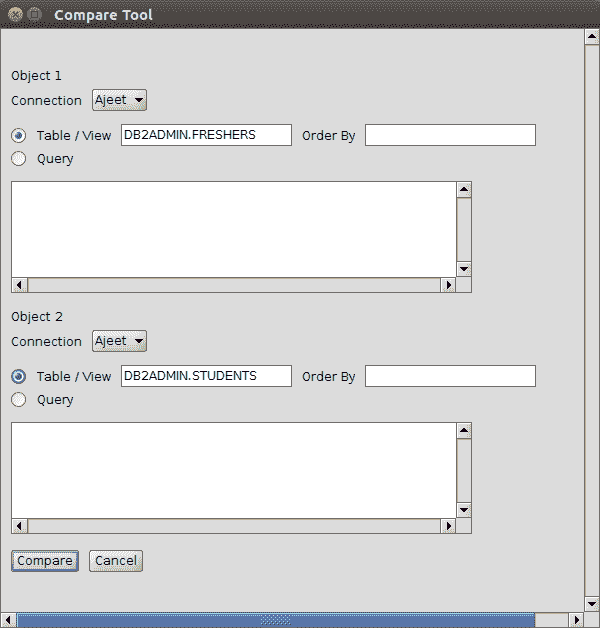 Compare Tool
Object 1
Connection Ajeet
Table / View DB2ADMIN.FRESHERS Order By
Query
Object 2
Connection Ajeet
Table / View DB2ADMIN.STUDENTS Order By
Query
Compare Cancel